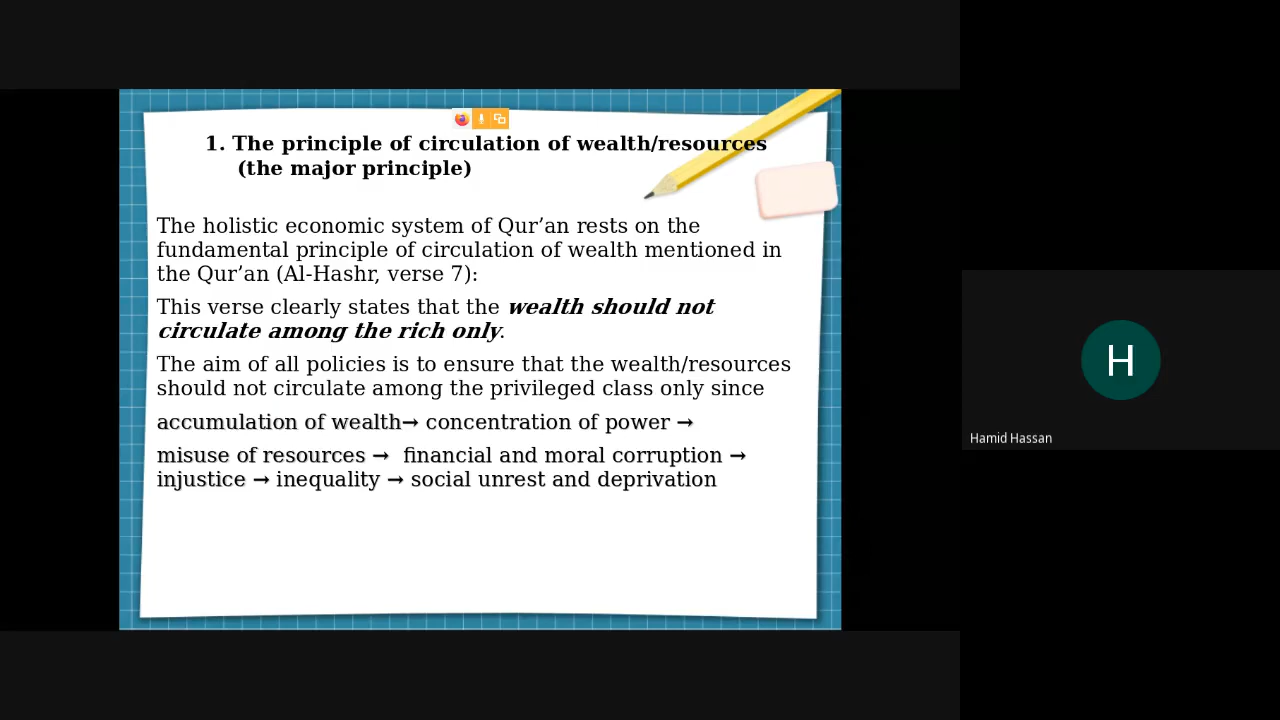 1. The principle of circulation of wealth/resources
(the major principle)
The holistic economic system of Qur’an rests on the
fundamental principle of circulation of wealth mentioned in
the Qur’an (Al-Hashr, verse 7):
This verse clearly states that the wealth should not
circulate among the rich only.
The aim of all policies is to ensure that the wealth/resources
should not circulate among the privileged class only since
accumulation of wealth→ concentration of power →
misuse of resources → financial and moral corruption →
injustice → inequality → social unrest and deprivation
H
Hamid Hassan